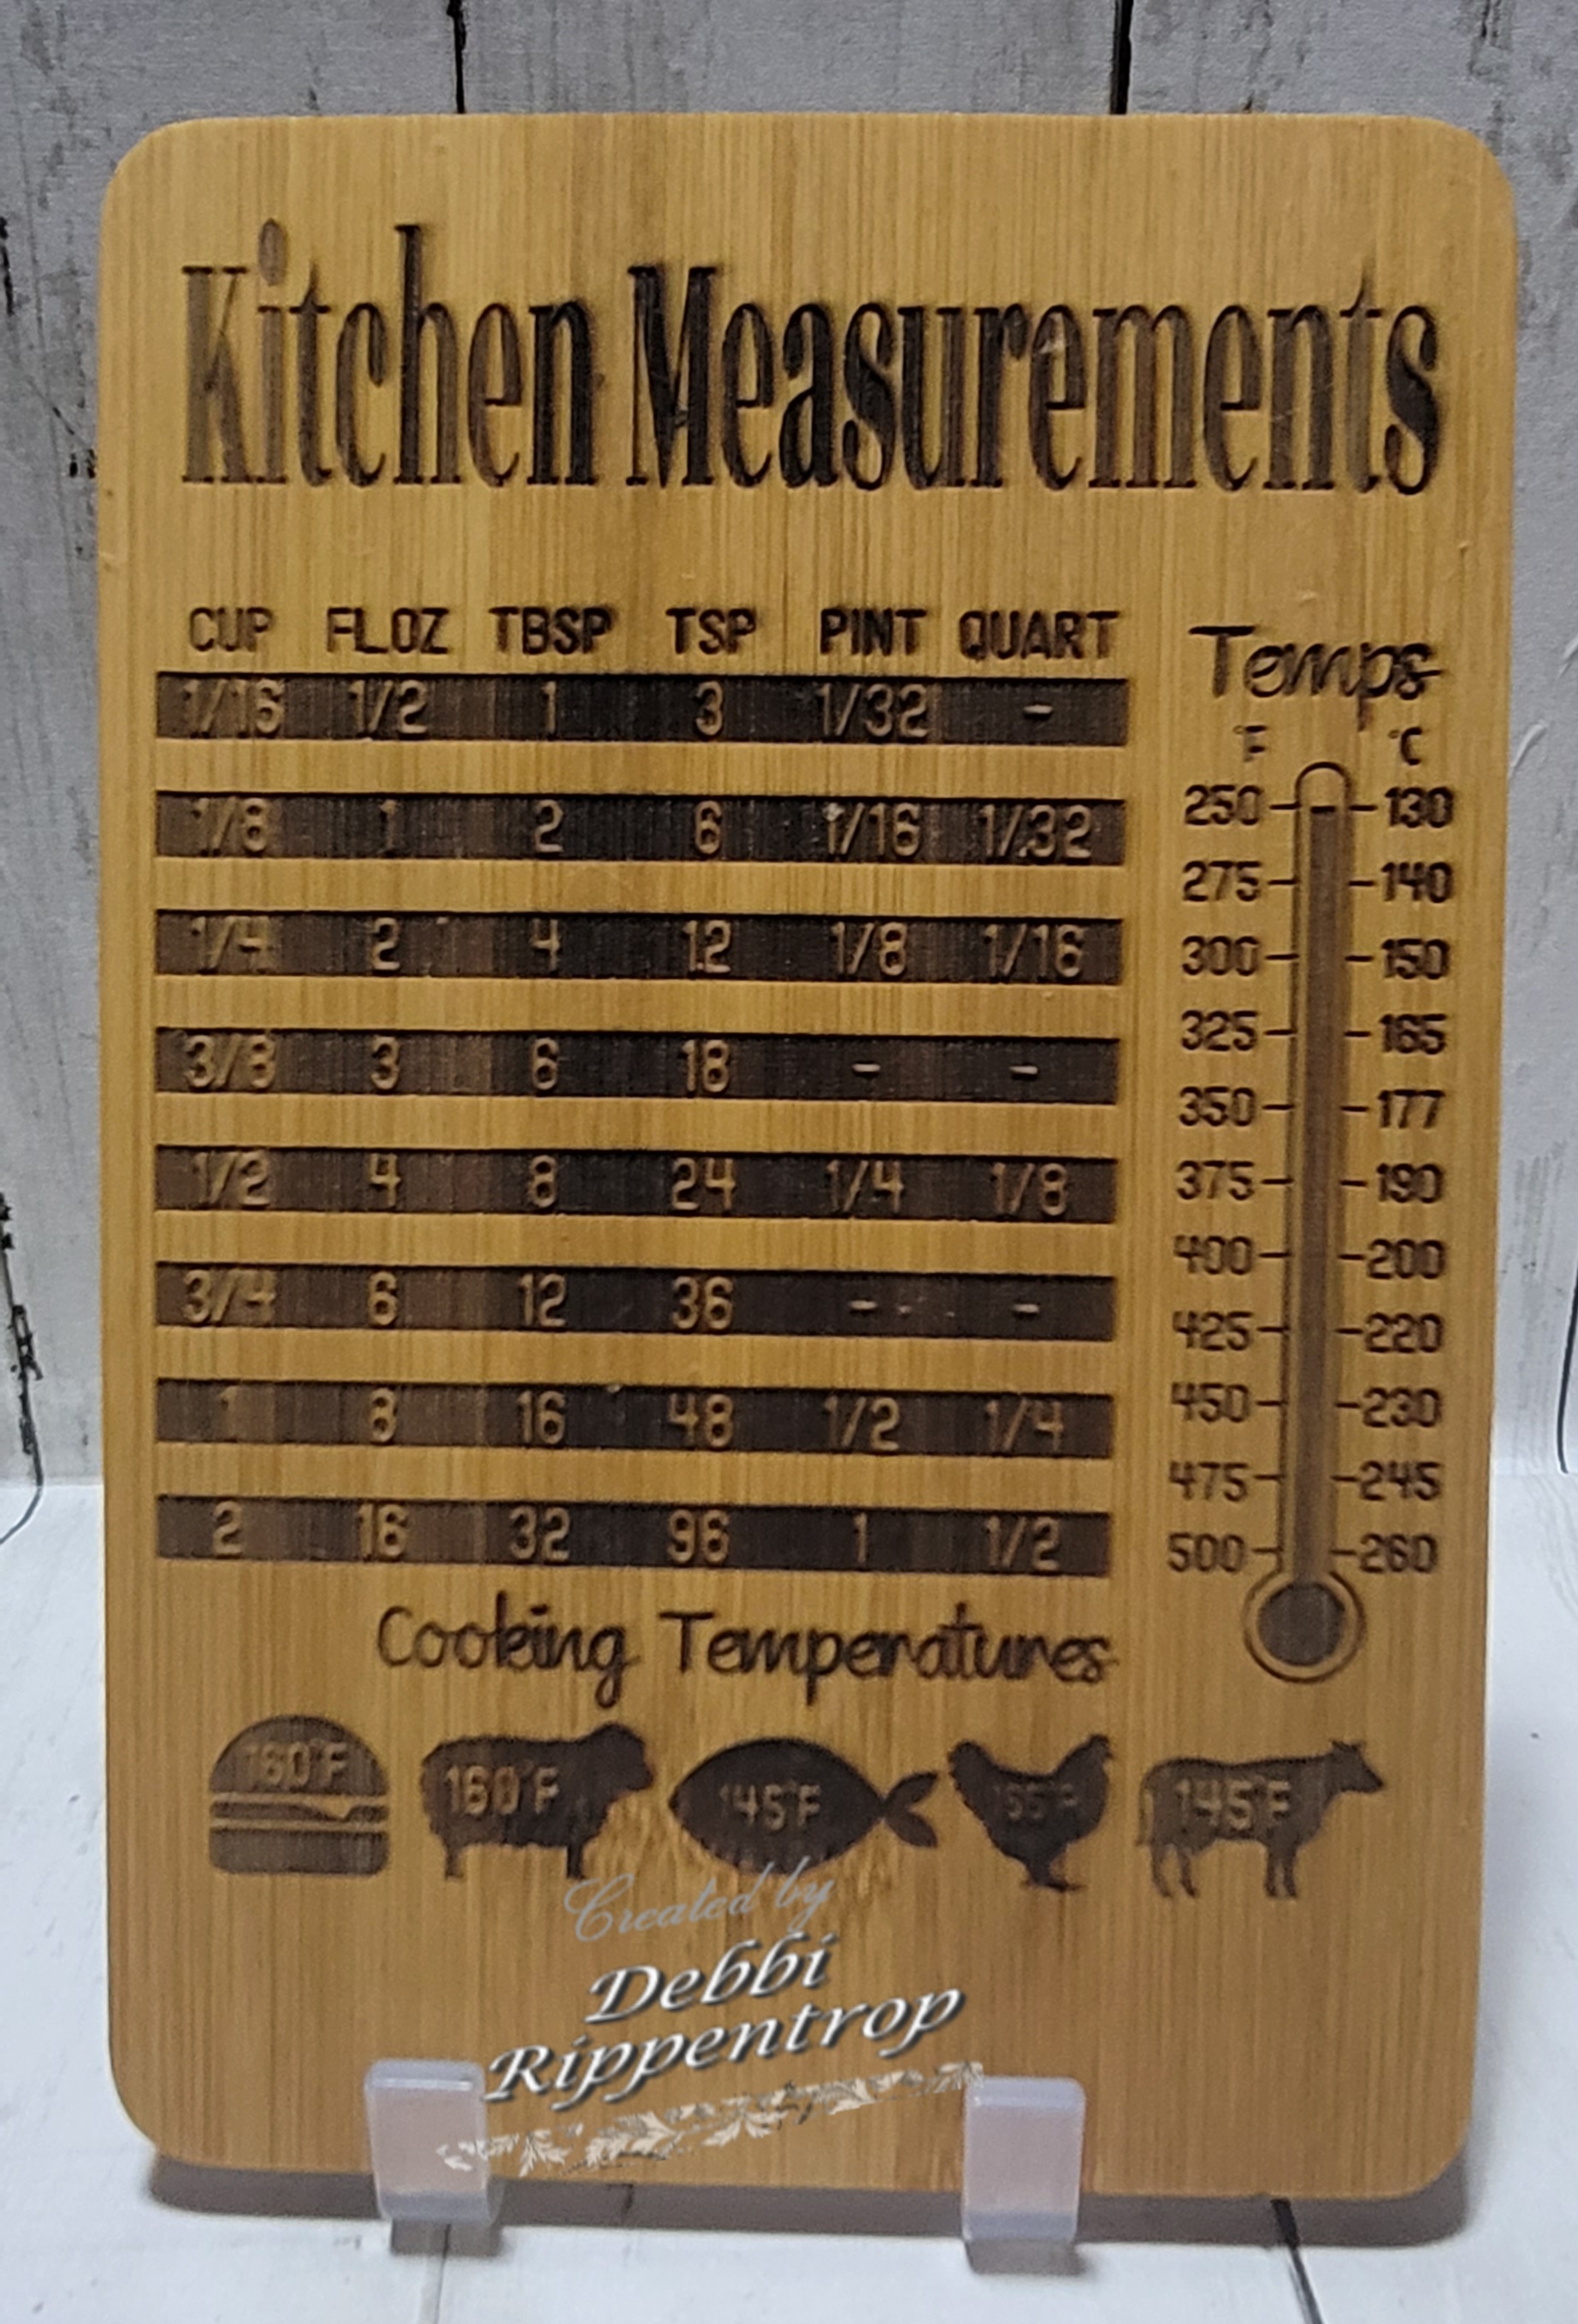 Kitchen Measurements
CUP FL.OZ TBSP TSP PINT QUART
1/16 1/2 1 3 1/32 -
1/8 1 2 6 1/16 1/32
1/4 2 4 12 1/8 1/16
3/8 3 6 18 - -
1/2 4 8 24 1/4 1/8
3/4 6 12 36 - -
1 8 16 48 1/2 1/4
2 16 32 96 1 1/2
Temps
°F °C
250 130
275 140
300 150
325 165
350 177
375 190
400 200
425 220
450 230
475 245
500 260
Cooking Temperatures
160°F 160°F 145°F 145°F
Created by
Debbi
Rippentrop